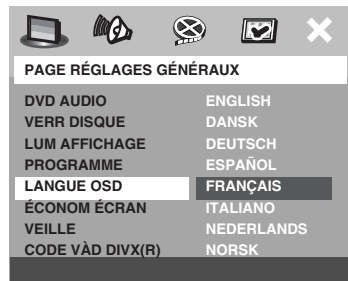 PAGE RÉGLAGES GÉNÉRAUX
DVD AUDIO ENGLISH
VERR DISQUE DANSK
LUM AFFICHAGE DEUTSCH
PROGRAMME ESPAÑOL
LANGUE OSD FRANÇAIS
ÉCONOM ÉCRAN ITALIANO
VEILLE NEDERLANDS
CODE VÀD DIVX(R) NORSK